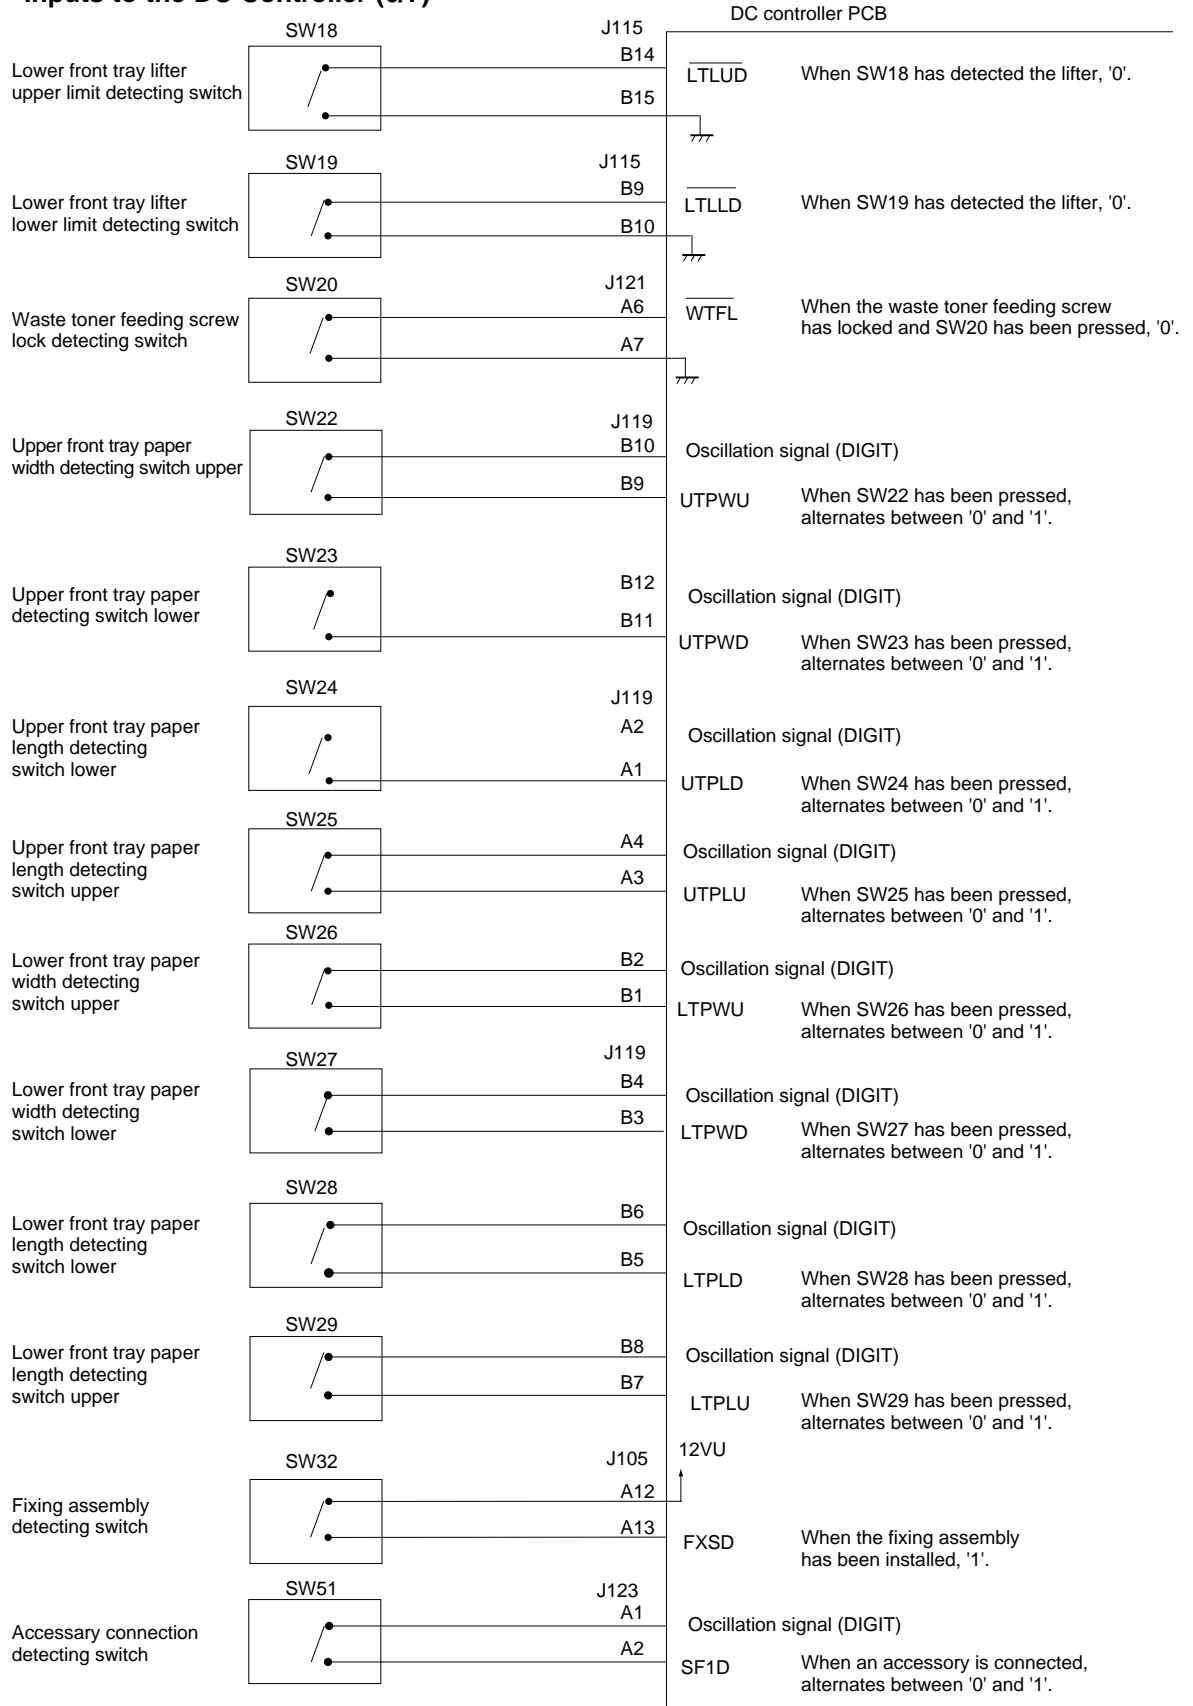 DC controller PCB
SW18
J115
Lower front tray lifter
upper limit detecting switch
B14
B15
LTLUD
When SW18 has detected the lifter, '0'.
SW19
J115
Lower front tray lifter
lower limit detecting switch
B9
B10
LTLLD
When SW19 has detected the lifter, '0'.
SW20
J121
Waste toner feeding screw
lock detecting switch
A6
A7
WTFL
When the waste toner feeding screw
has locked and SW20 has been pressed, '0'.
SW22
J119
Upper front tray paper
width detecting switch upper
B10
B9
Oscillation signal (DIGIT)
UTPWU
When SW22 has been pressed,
alternates between '0' and '1'.
SW23
Upper front tray paper
detecting switch lower
B12
B11
Oscillation signal (DIGIT)
UTPWD
When SW23 has been pressed,
alternates between '0' and '1'.
SW24
J119
Upper front tray paper
length detecting
switch lower
A2
A1
Oscillation signal (DIGIT)
UTPLD
When SW24 has been pressed,
alternates between '0' and '1'.
SW25
Upper front tray paper
length detecting
switch upper
A4
A3
Oscillation signal (DIGIT)
UTPLU
When SW25 has been pressed,
alternates between '0' and '1'.
SW26
Lower front tray paper
width detecting
switch upper
B2
B1
Oscillation signal (DIGIT)
LTPWU
When SW26 has been pressed,
alternates between '0' and '1'.
SW27
J119
Lower front tray paper
width detecting
switch lower
B4
B3
Oscillation signal (DIGIT)
LTPWD
When SW27 has been pressed,
alternates between '0' and '1'.
SW28
Lower front tray paper
length detecting
switch lower
B6
B5
Oscillation signal (DIGIT)
LTPLD
When SW28 has been pressed,
alternates between '0' and '1'.
SW29
Lower front tray paper
length detecting
switch upper
B8
B7
Oscillation signal (DIGIT)
LTPLU
When SW29 has been pressed,
alternates between '0' and '1'.
SW32
J105
12VU
Fixing assembly
detecting switch
A12
A13
FXSD
When the fixing assembly
has been installed, '1'.
SW51
J123
Accessary connection
detecting switch
A1
A2
Oscillation signal (DIGIT)
SF1D
When an accessory is connected,
alternates between '0' and '1'.